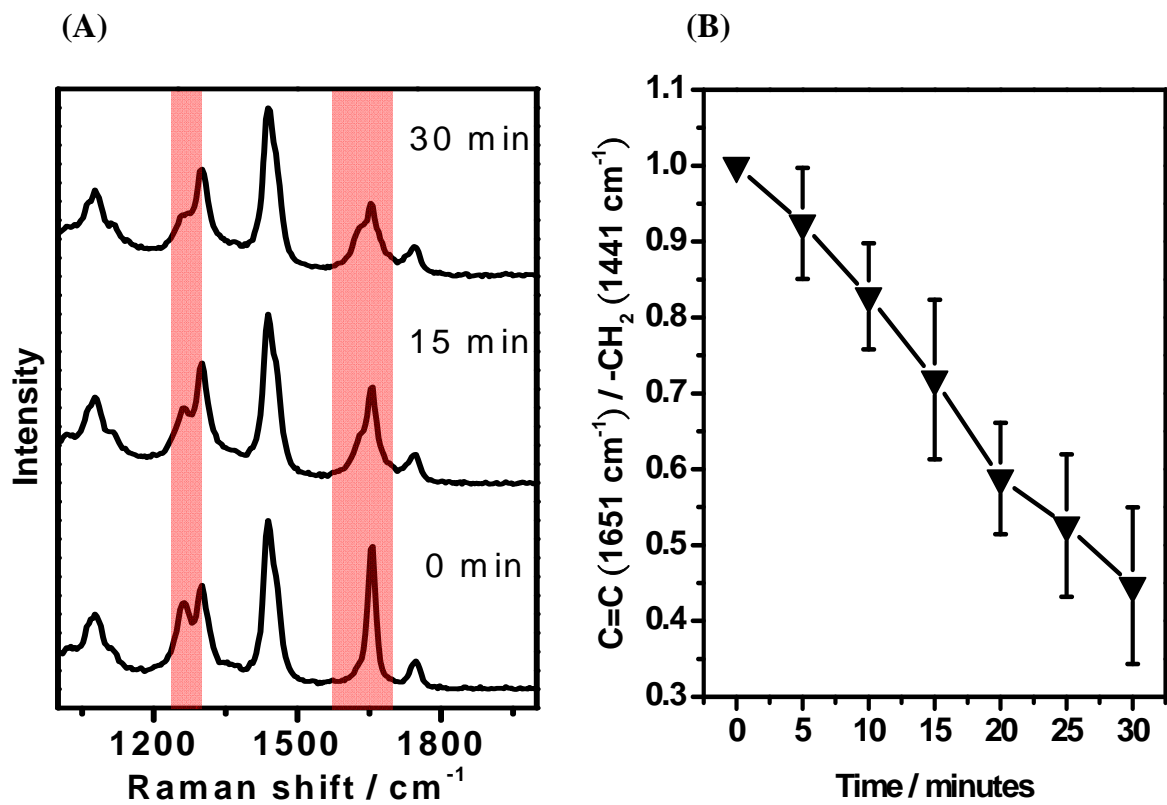 (A)
(B)
30 min
15 min
0 min
Intensity
1200 1500 1800
Raman shift / cm⁻¹
1.1
1.0
0.9
0.8
0.7
0.6
0.5
0.4
0.3
C=C (1651 cm⁻¹) / -CH₂ (1441 cm⁻¹)
0 5 10 15 20 25 30
Time / minutes